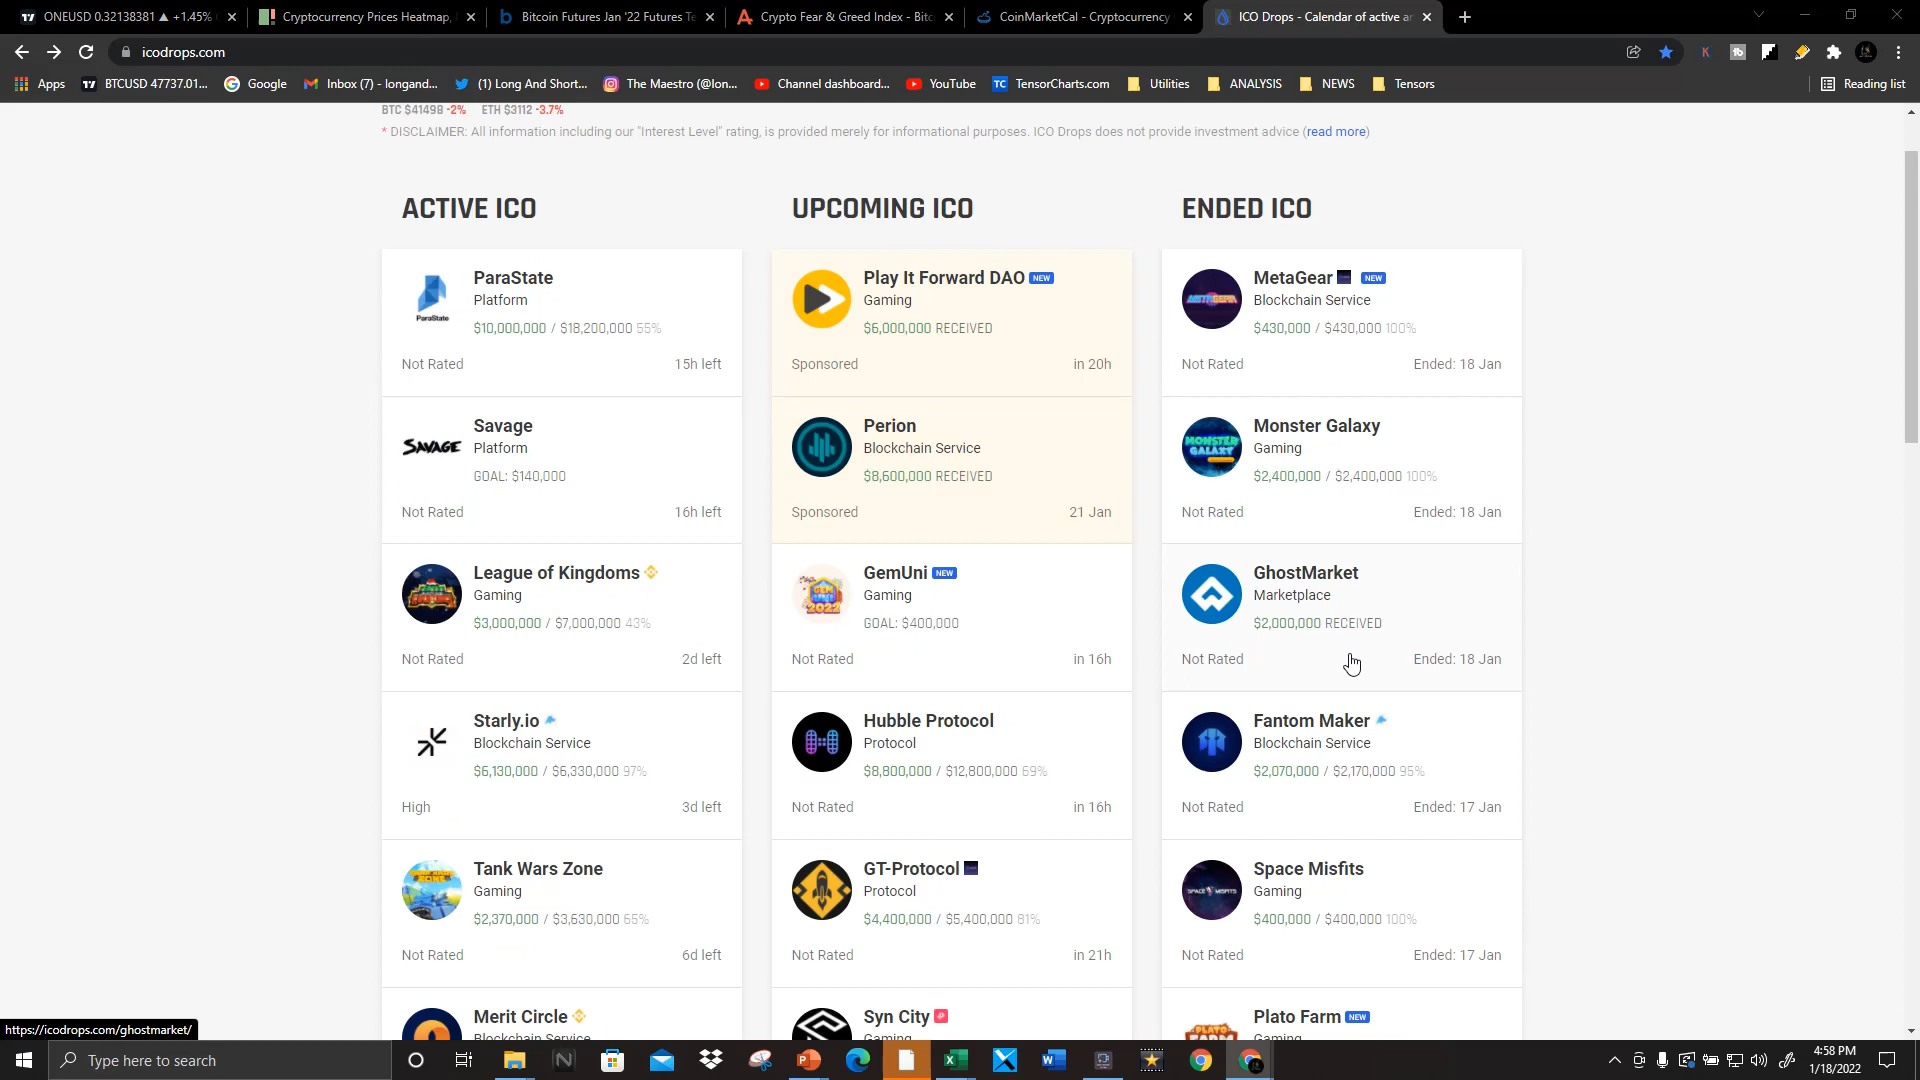 ONEUSD 0.32138381 ▲ +1.45%
Cryptocurrency Prices Heatmap,
Bitcoin Futures Jan '22 Futures Te
Crypto Fear & Greed Index - Bitc
CoinMarketCal - Cryptocurrency
ICO Drops - Calendar of active a
icodrops.com
Apps
BTCUSD 47737.01...
Google
Inbox (7) - longand...
(1) Long And Short...
The Maestro (@lon...
Channel dashboard...
YouTube
TC TensorCharts.com
Utilities
ANALYSIS
NEWS
Tensors
Reading list
BTC $41498 -2% ETH $3112 -3.7%
* DISCLAIMER: All information including our "Interest Level" rating, is provided merely for informational purposes. ICO Drops does not provide investment advice (read more)
ACTIVE ICO
ParaState
ParaState
Platform
$10,000,000 / $18,200,000 55%
Not Rated 15h left
SAVAGE
Savage
Platform
GOAL: $140,000
Not Rated 16h left
League of Kingdoms
Gaming
$3,000,000 / $7,000,000 43%
Not Rated 2d left
Starly.io
Blockchain Service
$6,130,000 / $6,330,000 97%
High 3d left
Tank Wars Zone
Gaming
$2,370,000 / $3,630,000 65%
Not Rated 6d left
Merit Circle
Blockchain Service
UPCOMING ICO
Play It Forward DAO NEW
Gaming
$6,000,000 RECEIVED
Sponsored in 20h
Perion
Blockchain Service
$8,600,000 RECEIVED
Sponsored 21 Jan
GemUni NEW
Gaming
GOAL: $400,000
Not Rated in 16h
Hubble Protocol
Protocol
$8,800,000 / $12,800,000 69%
Not Rated in 16h
GT-Protocol
Protocol
$4,400,000 / $5,400,000 81%
Not Rated in 21h
Syn City
Gaming
ENDED ICO
METAGEAR
MetaGear NEW
Blockchain Service
$430,000 / $430,000 100%
Not Rated Ended: 18 Jan
MONSTER
GALAXY
Monster Galaxy
Gaming
$2,400,000 / $2,400,000 100%
Not Rated Ended: 18 Jan
GhostMarket
Marketplace
$2,000,000 RECEIVED
Not Rated Ended: 18 Jan
Fantom Maker
Blockchain Service
$2,070,000 / $2,170,000 95%
Not Rated Ended: 17 Jan
SPACE MISFITS
Space Misfits
Gaming
$400,000 / $400,000 100%
Not Rated Ended: 17 Jan
PLATO
Plato Farm NEW
Gaming
https://icodrops.com/ghostmarket/
Type here to search
4:58 PM
1/18/2022